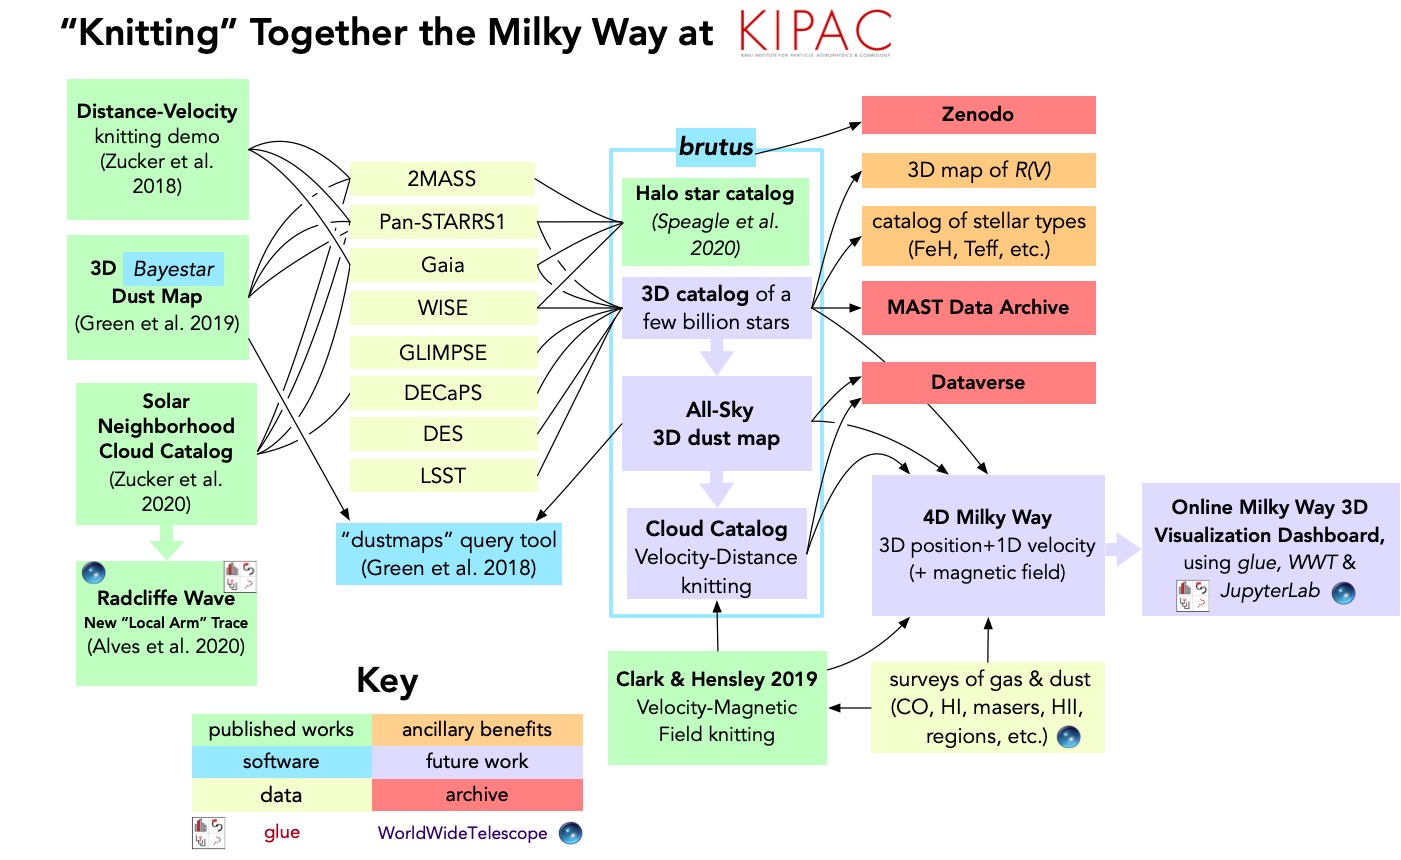 “Knitting” Together the Milky Way at
KIPAC
KAVLI INSTITUTE FOR PARTICLE ASTROPHYSICS & COSMOLOGY
Distance-Velocity
knitting demo
(Zucker et al.
2018)
3D Bayestar
Dust Map
(Green et al. 2019)
Solar
Neighborhood
Cloud Catalog
(Zucker et al.
2020)
Radcliffe Wave
New “Local Arm” Trace
(Alves et al. 2020)
2MASS
Pan-STARRS1
Gaia
WISE
GLIMPSE
DECaPS
DES
LSST
“dustmaps” query tool
(Green et al. 2018)
brutus
Halo star catalog
(Speagle et al.
2020)
3D catalog of a
few billion stars
All-Sky
3D dust map
Cloud Catalog
Velocity-Distance
knitting
Clark & Hensley 2019
Velocity-Magnetic
Field knitting
Zenodo
3D map of R(V)
catalog of stellar types
(FeH, Teff, etc.)
MAST Data Archive
Dataverse
4D Milky Way
3D position+1D velocity
(+ magnetic field)
surveys of gas & dust
(CO, HI, masers, HII,
regions, etc.)
Online Milky Way 3D
Visualization Dashboard,
using glue, WWT &
JupyterLab
Key
published works
ancillary benefits
software
future work
data
archive
glue
WorldWideTelescope